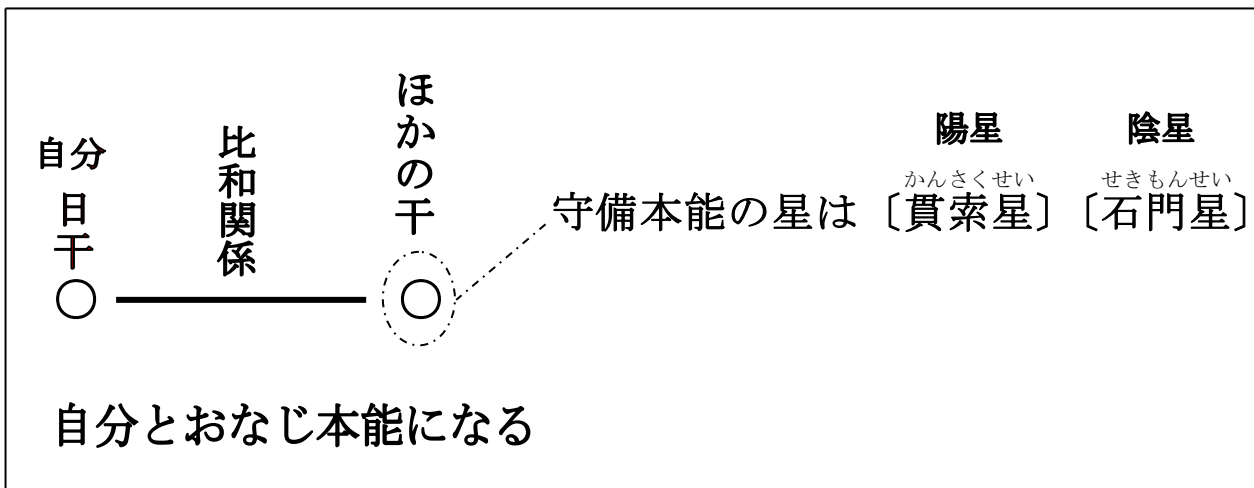 自分
日干
比和関係
ほかの干
陽星 陰星
かんさくせい せきもんせい
守備本能の星は〔貫索星〕〔石門星〕
自分とおなじ本能になる